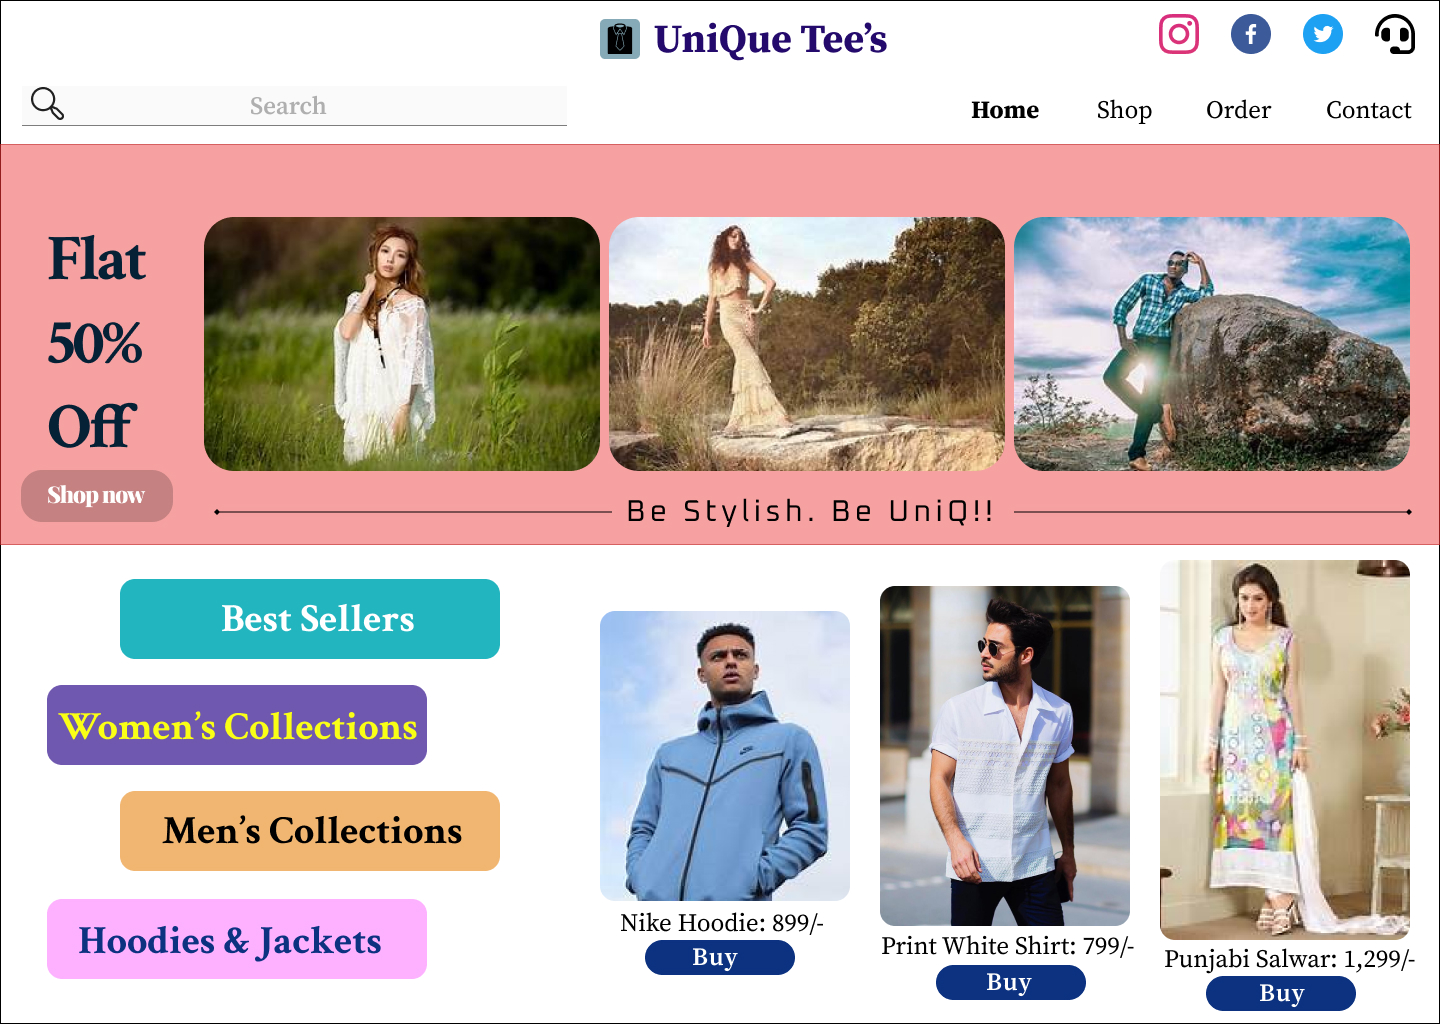 UniQue Tee’s
Search
Home Shop Order Contact
Flat
50%
Off
Shop now
Be Stylish. Be UniQ!!
Best Sellers
Women’s Collections
Men’s Collections
Hoodies & Jackets
Nike Hoodie: 899/-
Buy
Print White Shirt: 799/-
Buy
Punjabi Salwar: 1,299/-
Buy